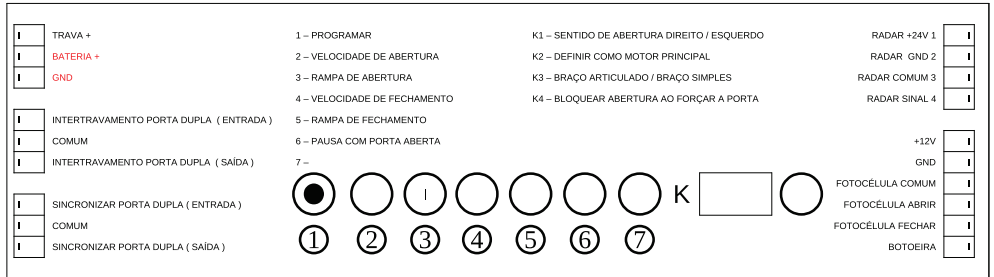 TRAVA +
BATERIA +
GND
INTERTRAVAMENTO PORTA DUPLA ( ENTRADA )
COMUM
INTERTRAVAMENTO PORTA DUPLA ( SAÍDA )
SINCRONIZAR PORTA DUPLA ( ENTRADA )
COMUM
SINCRONIZAR PORTA DUPLA ( SAÍDA )
1 – PROGRAMAR
2 – VELOCIDADE DE ABERTURA
3 – RAMPA DE ABERTURA
4 – VELOCIDADE DE FECHAMENTO
5 – RAMPA DE FECHAMENTO
6 – PAUSA COM PORTA ABERTA
7 –
K1 – SENTIDO DE ABERTURA DIREITO / ESQUERDO
K2 – DEFINIR COMO MOTOR PRINCIPAL
K3 – BRAÇO ARTICULADO / BRAÇO SIMPLES
K4 – BLOQUEAR ABERTURA AO FORÇAR A PORTA
RADAR +24V 1
RADAR GND 2
RADAR COMUM 3
RADAR SINAL 4
+12V
GND
FOTOCÉLULA COMUM
FOTOCÉLULA ABRIR
FOTOCÉLULA FECHAR
BOTOEIRA
K
1 2 3 4 5 6 7